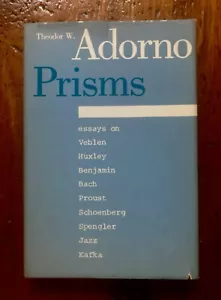 Theodor W.
Adorno
Prisms
essays on
Veblen
Huxley
Benjamin
Bach
Proust
Schoenberg
Spengler
Jazz
Kafka